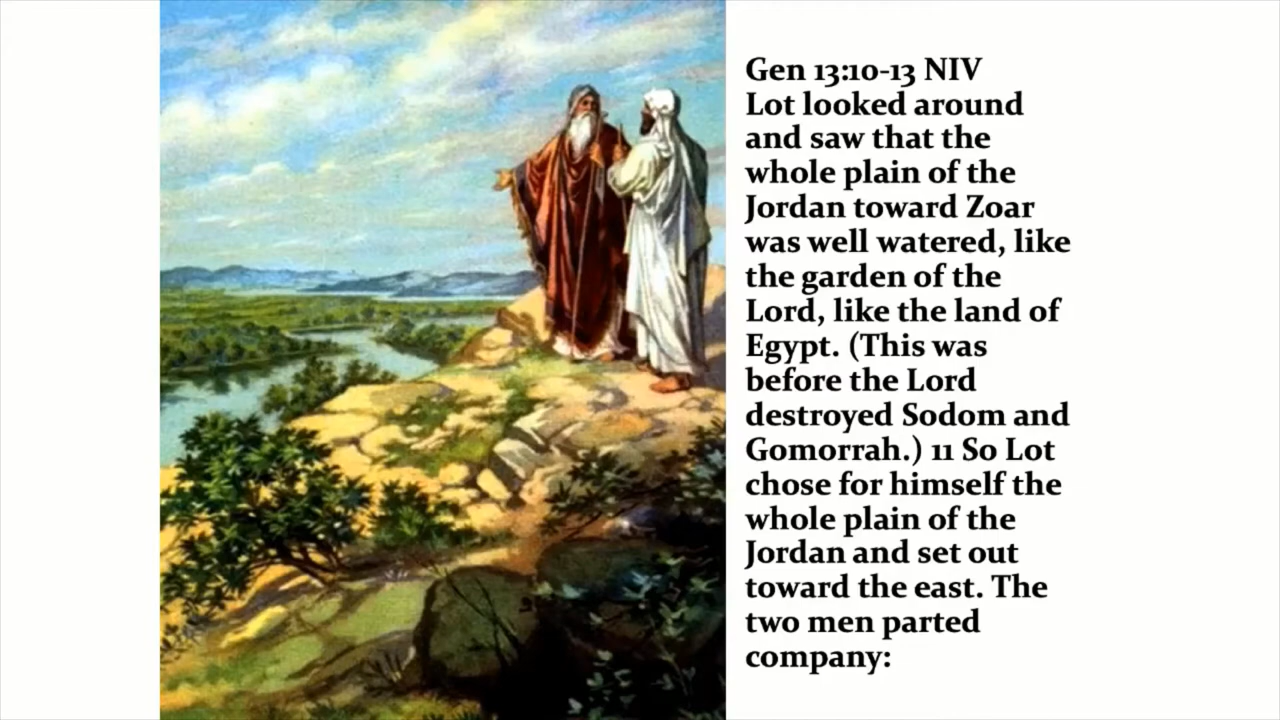 Gen 13:10-13 NIV
Lot looked around
and saw that the
whole plain of the
Jordan toward Zoar
was well watered, like
the garden of the
Lord, like the land of
Egypt. (This was
before the Lord
destroyed Sodom and
Gomorrah.) 11 So Lot
chose for himself the
whole plain of the
Jordan and set out
toward the east. The
two men parted
company: